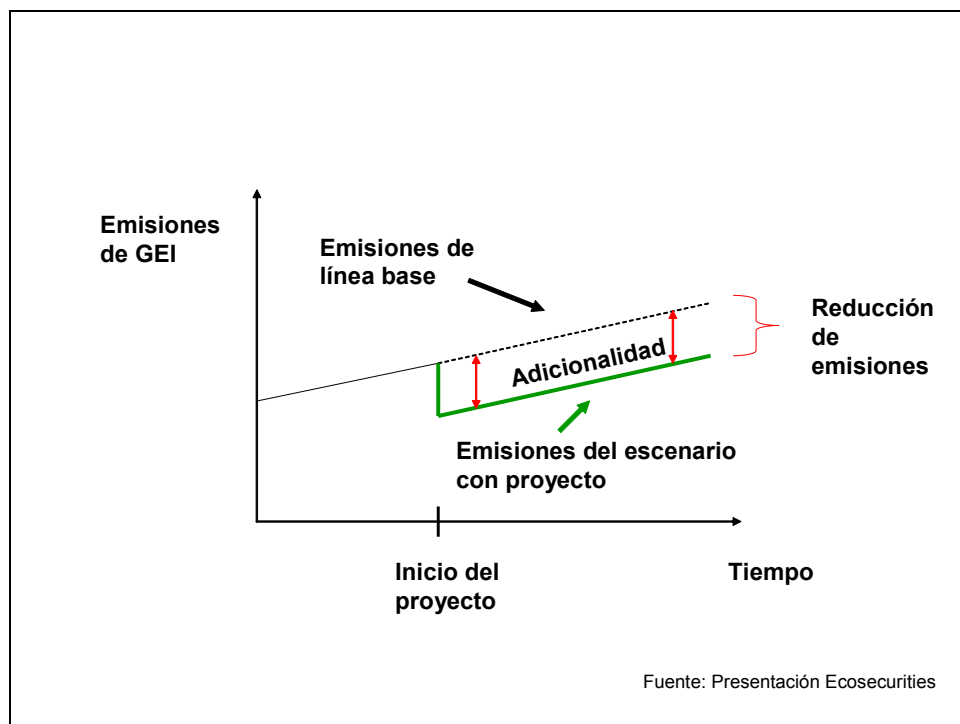 Emisiones
de GEI
Emisiones de
línea base
Reducción
de
emisiones
Adicionalidad
Emisiones del escenario
con proyecto
Inicio del
proyecto
Tiempo
Fuente: Presentación Ecosecurities